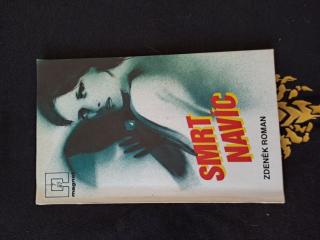 SMRT
NAVÍC
ZDENĚK ROMAN
magnet